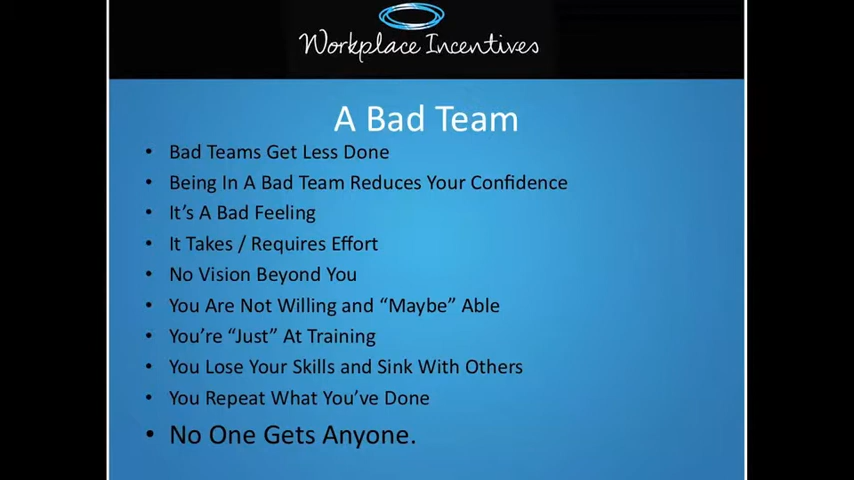 Workplace Incentives
A Bad Team
• Bad Teams Get Less Done
• Being In A Bad Team Reduces Your Confidence
• It's A Bad Feeling
• It Takes / Requires Effort
• No Vision Beyond You
• You Are Not Willing and “Maybe” Able
• You're “Just” At Training
• You Lose Your Skills and Sink With Others
• You Repeat What You've Done
• No One Gets Anyone.